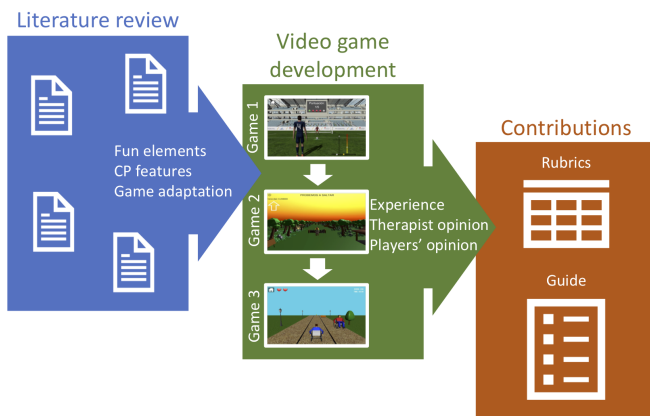 Literature review
Fun elements
CP features
Game adaptation
Video game
development
Game 1
Game 2
Game 3
Experience
Therapist opinion
Players’ opinion
Contributions
Rubrics
Guide